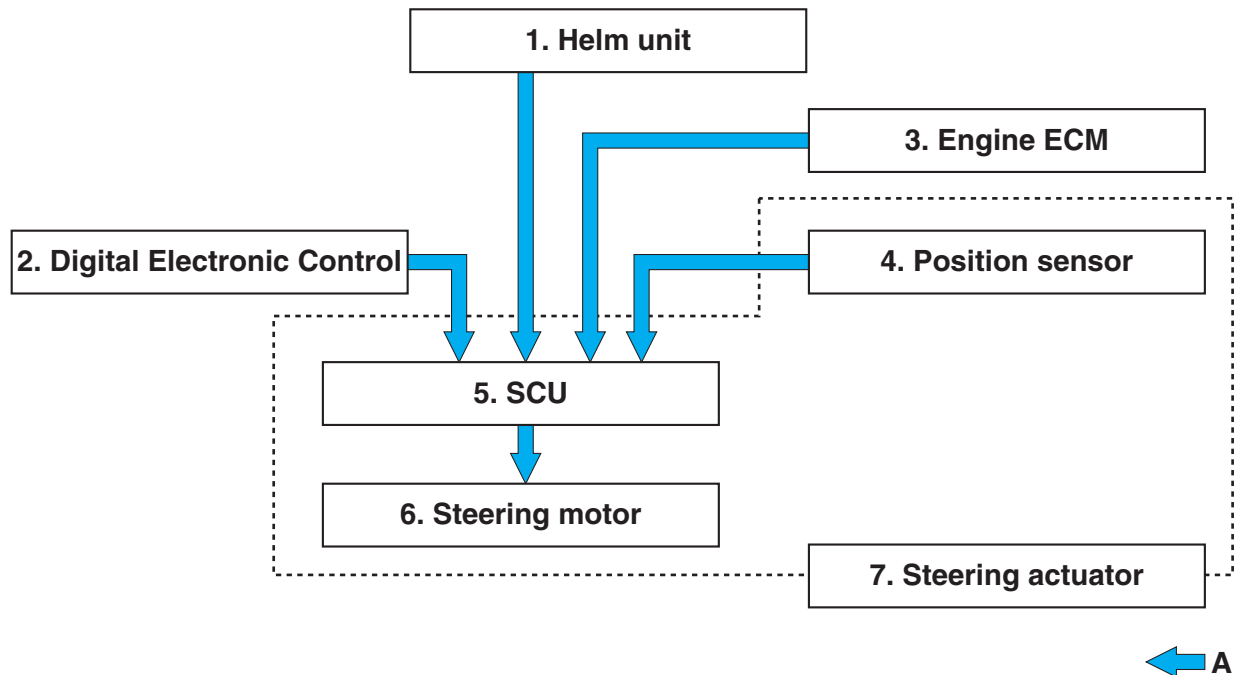 1. Helm unit
3. Engine ECM
2. Digital Electronic Control
4. Position sensor
5. SCU
6. Steering motor
7. Steering actuator
A